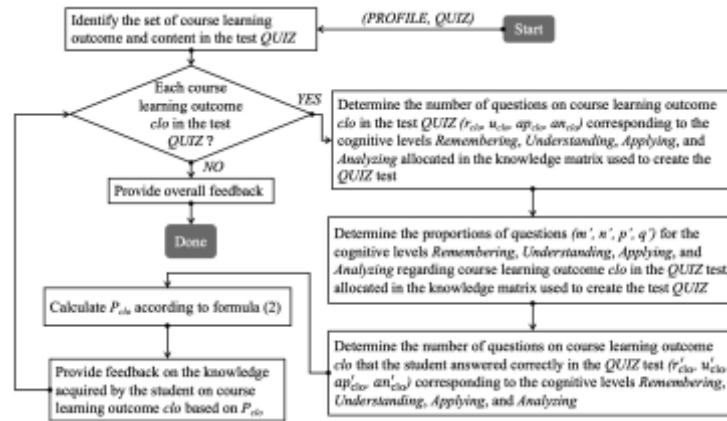 Identify the set of course learning
outcome and content in the test QUIZ
(PROFILE, QUIZ)
Start
Each course
learning outcome
clo in the test
QUIZ ?
YES
NO
Provide overall feedback
Done
Determine the number of questions on course learning outcome
clo in the test QUIZ (r_clo, u_clo, ap_clo, an_clo) corresponding to the
cognitive levels Remembering, Understanding, Applying, and
Analyzing allocated in the knowledge matrix used to create the
QUIZ test
Determine the proportions of questions (m', n', p', q') for the
cognitive levels Remembering, Understanding, Applying, and
Analyzing regarding course learning outcome clo in the QUIZ test
allocated in the knowledge matrix used to create the test QUIZ
Determine the number of questions on course learning outcome
clo that the student answered correctly in the QUIZ test (r'_clo, u'_clo,
ap'_clo, an'_clo) corresponding to the cognitive levels Remembering,
Understanding, Applying, and Analyzing
Calculate P_clo according to formula (2)
Provide feedback on the knowledge
acquired by the student on course
learning outcome clo based on P_clo